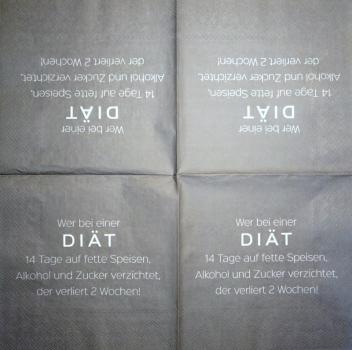 der verliert 2 Wochen!
Alkohol und Zucker verzichtet,
14 Tage auf fette Speisen,
DIÄT
Wer bei einer
der verliert 2 Wochen!
Alkohol und Zucker verzichtet,
14 Tage auf fette Speisen,
DIÄT
Wer bei einer
Wer bei einer
DIÄT
14 Tage auf fette Speisen,
Alkohol und Zucker verzichtet,
der verliert 2 Wochen!
Wer bei einer
DIÄT
14 Tage auf fette Speisen,
Alkohol und Zucker verzichtet,
der verliert 2 Wochen!